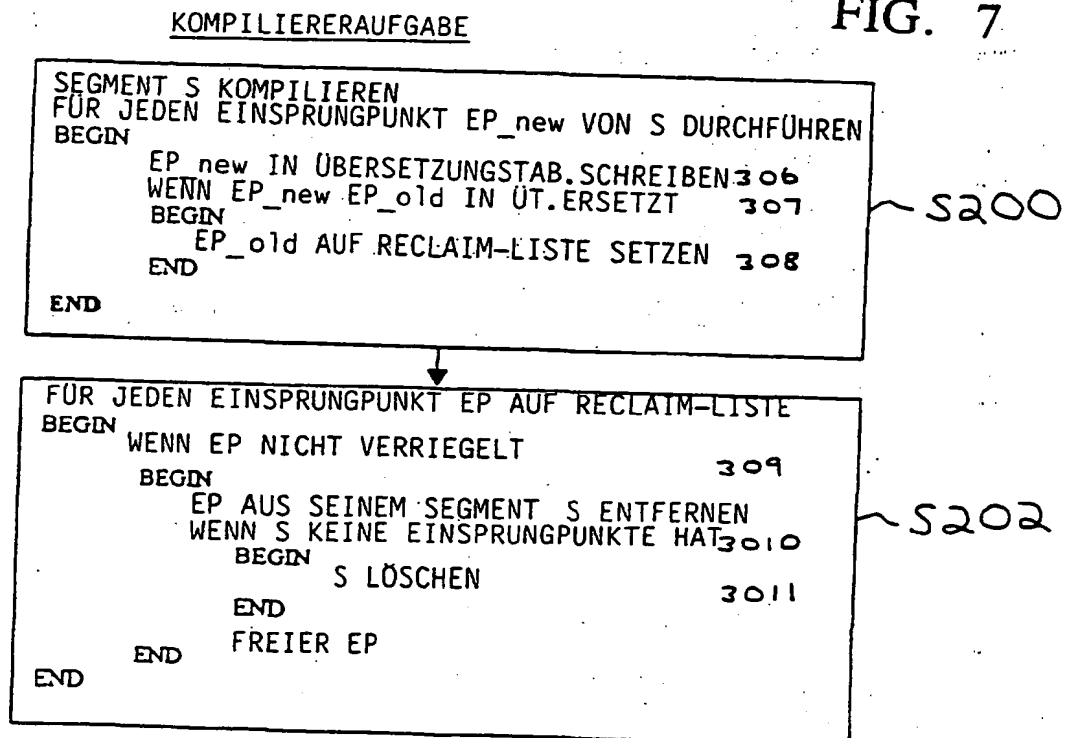 KOMPILIERERAUFGABE
FIG. 7
SEGMENT S KOMPILIEREN
FÜR JEDEN EINSPRUNGPUNKT EP_new VON S DURCHFÜHREN
BEGIN
EP_new IN ÜBERSETZUNGSTAB.SCHREIBEN 306
WENN EP_new EP_old IN ÜT.ERSETZT 307
BEGIN
EP_old AUF RECLAIM-LISTE SETZEN 308
END
END
S200
FÜR JEDEN EINSPRUNGPUNKT EP AUF RECLAIM-LISTE
BEGIN
WENN EP NICHT VERRIEGELT 309
BEGIN
EP AUS SEINEM SEGMENT S ENTFERNEN
WENN S KEINE EINSPRUNGPUNKTE HAT 3010
BEGIN
S LÖSCHEN 3011
END
FREIER EP
END
END
S202